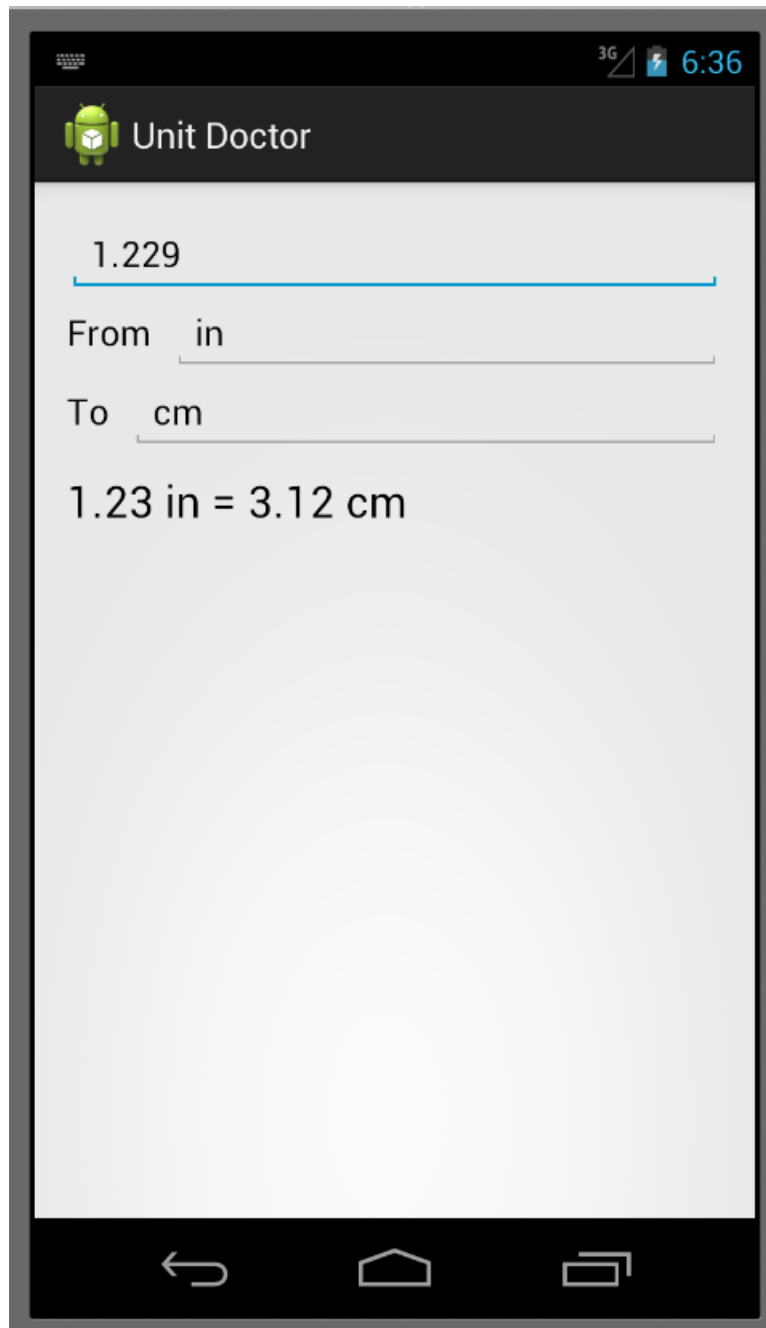 3G 6:36
Unit Doctor
1.229
From in
To cm
1.23 in = 3.12 cm